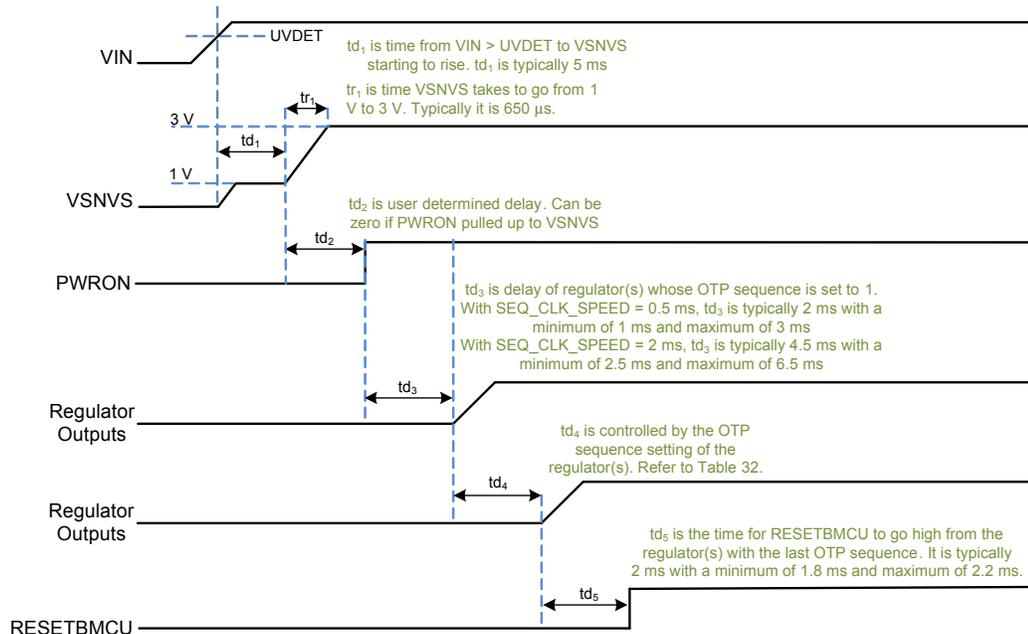 UVDET
VIN
td₁ is time from VIN > UVDET to VSNVS
starting to rise. td₁ is typically 5 ms
tr₁ is time VSNVS takes to go from 1
V to 3 V. Typically it is 650 μs.
tr₁
3 V
td₁
1 V
VSNVS
td₂ is user determined delay. Can be
zero if PWRON pulled up to VSNVS
td₂
PWRON
td₃ is delay of regulator(s) whose OTP sequence is set to 1.
With SEQ_CLK_SPEED = 0.5 ms, td₃ is typically 2 ms with a
minimum of 1 ms and maximum of 3 ms
With SEQ_CLK_SPEED = 2 ms, td₃ is typically 4.5 ms with a
minimum of 2.5 ms and maximum of 6.5 ms
td₃
Regulator
Outputs
td₄ is controlled by the OTP
sequence setting of the
regulator(s). Refer to Table 32.
td₄
Regulator
Outputs
td₅ is the time for RESETBMCU to go high from the
regulator(s) with the last OTP sequence. It is typically
2 ms with a minimum of 1.8 ms and maximum of 2.2 ms.
td₅
RESETBMCU